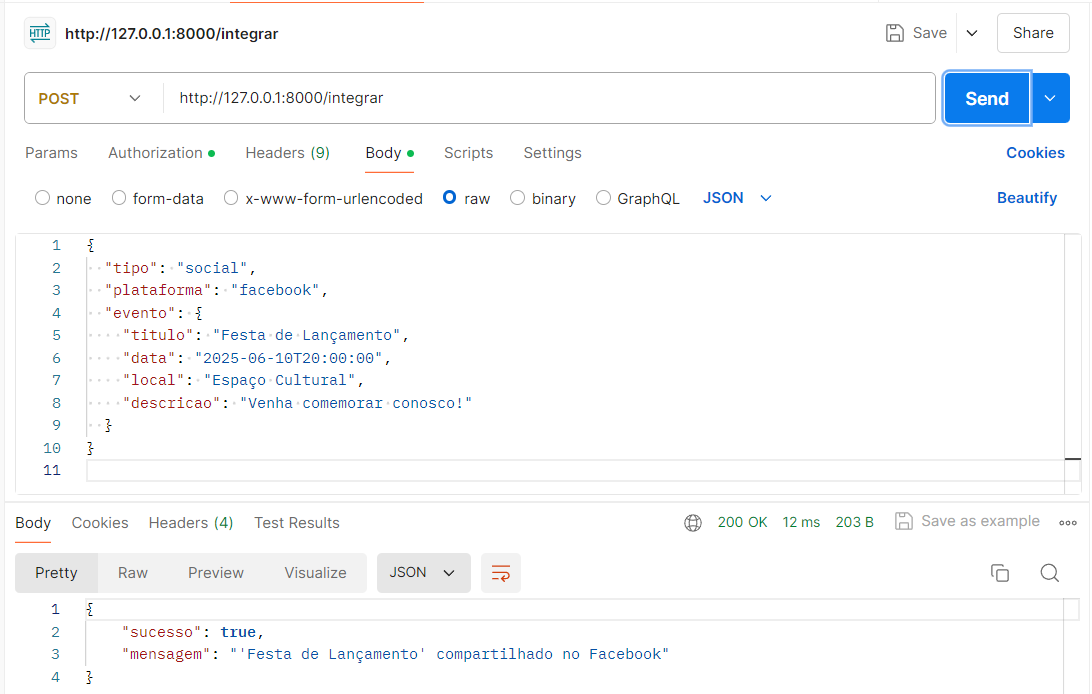 HTTP http://127.0.0.1:8000/integrar Save Share
POST http://127.0.0.1:8000/integrar Send
Params Authorization Headers (9) Body Scripts Settings Cookies
none form-data x-www-form-urlencoded raw binary GraphQL JSON Beautify
1 {
2 "tipo": "social",
3 "plataforma": "facebook",
4 "evento": {
5 "titulo": "Festa de Lançamento",
6 "data": "2025-06-10T20:00:00",
7 "local": "Espaço Cultural",
8 "descricao": "Venha comemorar conosco!"
9 }
10 }
11
Body Cookies Headers (4) Test Results 200 OK 12 ms 203 B Save as example
Pretty Raw Preview Visualize JSON
1 {
2 "sucesso": true,
3 "mensagem": "'Festa de Lançamento' compartilhado no Facebook"
4 }